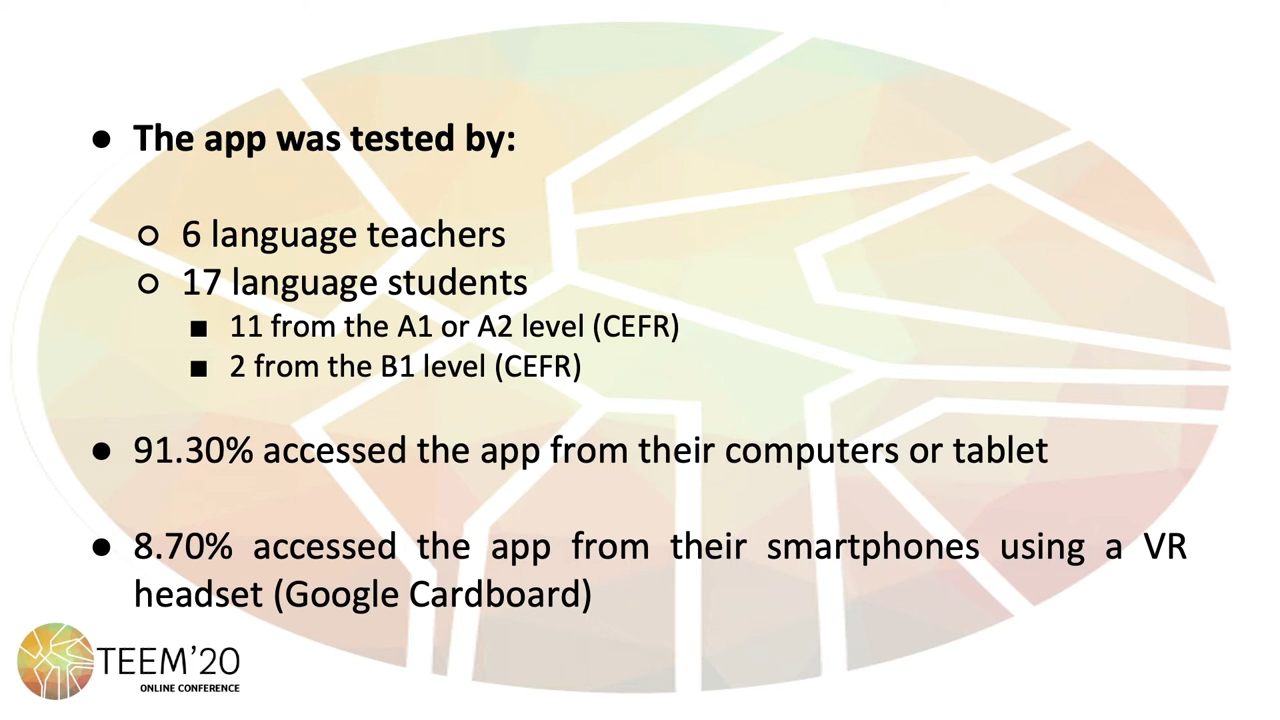 ● The app was tested by:
○ 6 language teachers
○ 17 language students
■ 11 from the A1 or A2 level (CEFR)
■ 2 from the B1 level (CEFR)
● 91.30% accessed the app from their computers or tablet
● 8.70% accessed the app from their smartphones using a VR
headset (Google Cardboard)
TEEM'20
ONLINE CONFERENCE